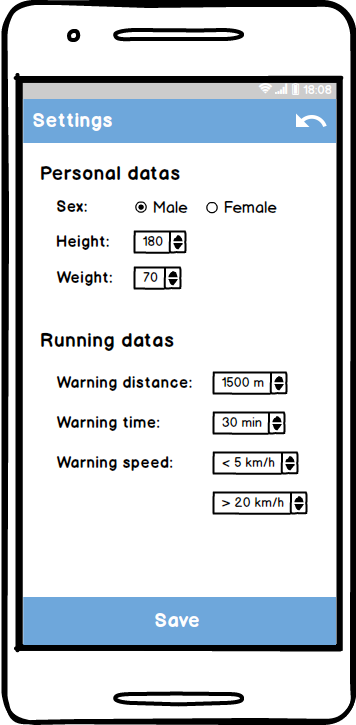 18:08
Settings
Personal datas
Sex: Male Female
Height: 180
Weight: 70
Running datas
Warning distance: 1500 m
Warning time: 30 min
Warning speed: < 5 km/h
> 20 km/h
Save